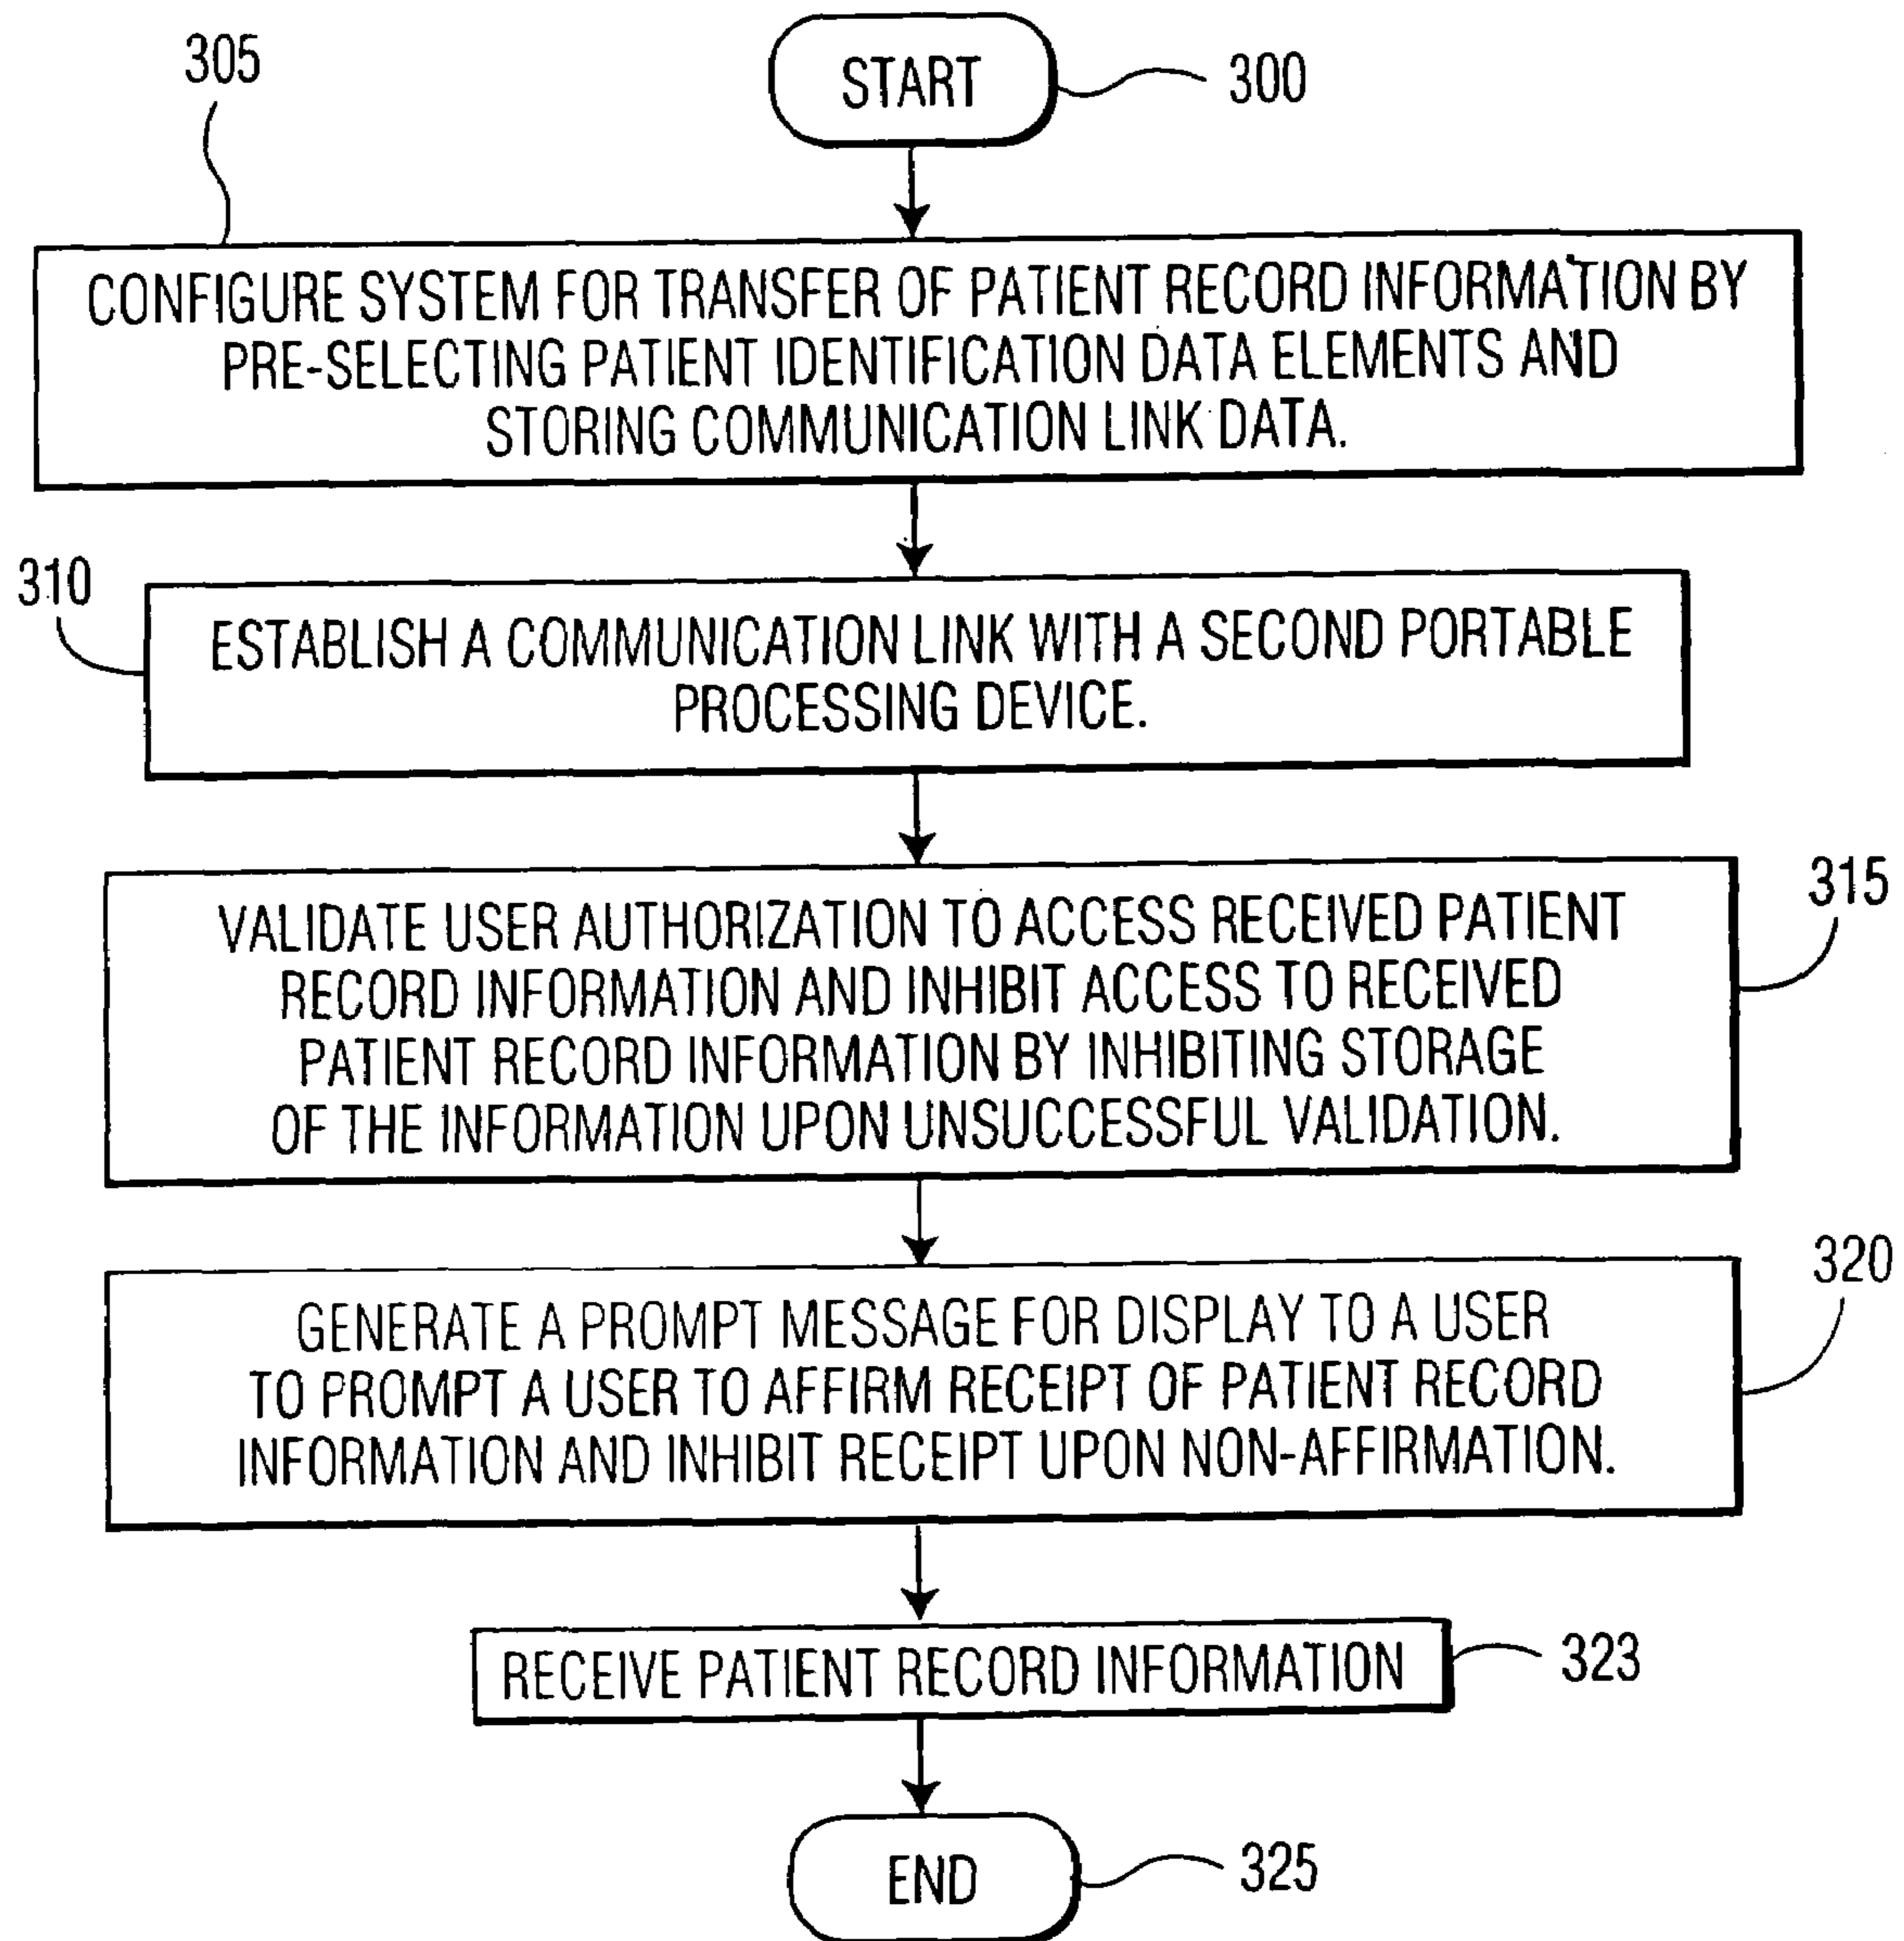 START
300
305
CONFIGURE SYSTEM FOR TRANSFER OF PATIENT RECORD INFORMATION BY
PRE-SELECTING PATIENT IDENTIFICATION DATA ELEMENTS AND
STORING COMMUNICATION LINK DATA.
310
ESTABLISH A COMMUNICATION LINK WITH A SECOND PORTABLE
PROCESSING DEVICE.
315
VALIDATE USER AUTHORIZATION TO ACCESS RECEIVED PATIENT
RECORD INFORMATION AND INHIBIT ACCESS TO RECEIVED
PATIENT RECORD INFORMATION BY INHIBITING STORAGE
OF THE INFORMATION UPON UNSUCCESSFUL VALIDATION.
320
GENERATE A PROMPT MESSAGE FOR DISPLAY TO A USER
TO PROMPT A USER TO AFFIRM RECEIPT OF PATIENT RECORD
INFORMATION AND INHIBIT RECEIPT UPON NON-AFFIRMATION.
RECEIVE PATIENT RECORD INFORMATION
323
END
325